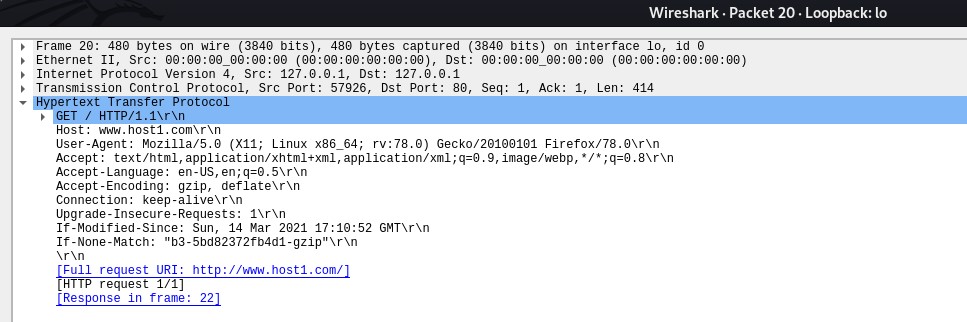 Wireshark · Packet 20 · Loopback: lo
Frame 20: 480 bytes on wire (3840 bits), 480 bytes captured (3840 bits) on interface lo, id 0
Ethernet II, Src: 00:00:00_00:00:00 (00:00:00:00:00:00), Dst: 00:00:00_00:00:00 (00:00:00:00:00:00)
Internet Protocol Version 4, Src: 127.0.0.1, Dst: 127.0.0.1
Transmission Control Protocol, Src Port: 57926, Dst Port: 80, Seq: 1, Ack: 1, Len: 414
Hypertext Transfer Protocol
GET / HTTP/1.1\r\n
Host: www.host1.com\r\n
User-Agent: Mozilla/5.0 (X11; Linux x86_64; rv:78.0) Gecko/20100101 Firefox/78.0\r\n
Accept: text/html,application/xhtml+xml,application/xml;q=0.9,image/webp,*/*;q=0.8\r\n
Accept-Language: en-US,en;q=0.5\r\n
Accept-Encoding: gzip, deflate\r\n
Connection: keep-alive\r\n
Upgrade-Insecure-Requests: 1\r\n
If-Modified-Since: Sun, 14 Mar 2021 17:10:52 GMT\r\n
If-None-Match: "b3-5bd82372fb4d1-gzip"\r\n
\r\n
[Full request URI: http://www.host1.com/]
[HTTP request 1/1]
[Response in frame: 22]